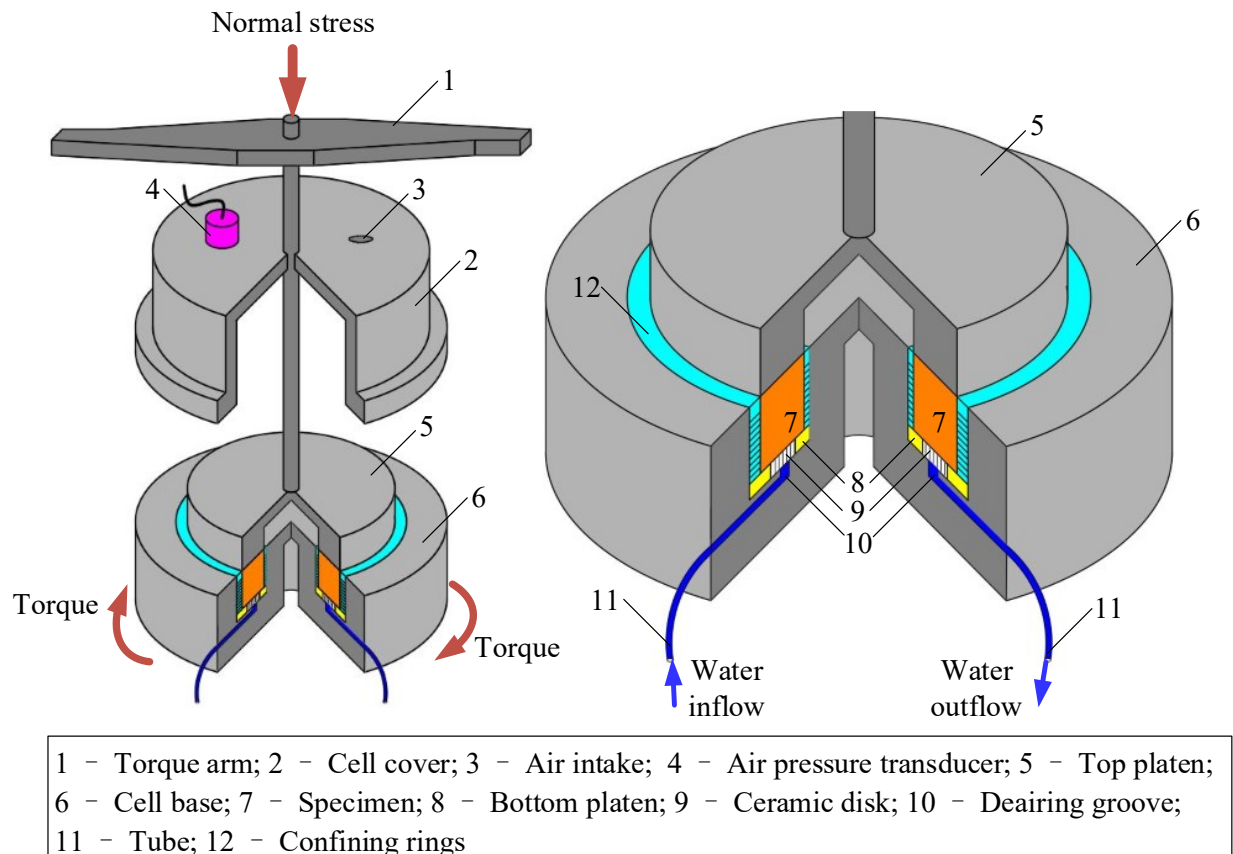 Normal stress
1
4
3
2
5
6
Torque
Torque
5
6
12
7
7
8
9
10
11
11
Water
inflow
Water
outflow
1 - Torque arm; 2 - Cell cover; 3 - Air intake; 4 - Air pressure transducer; 5 - Top platen;
6 - Cell base; 7 - Specimen; 8 - Bottom platen; 9 - Ceramic disk; 10 - Deairing groove;
11 - Tube; 12 - Confining rings